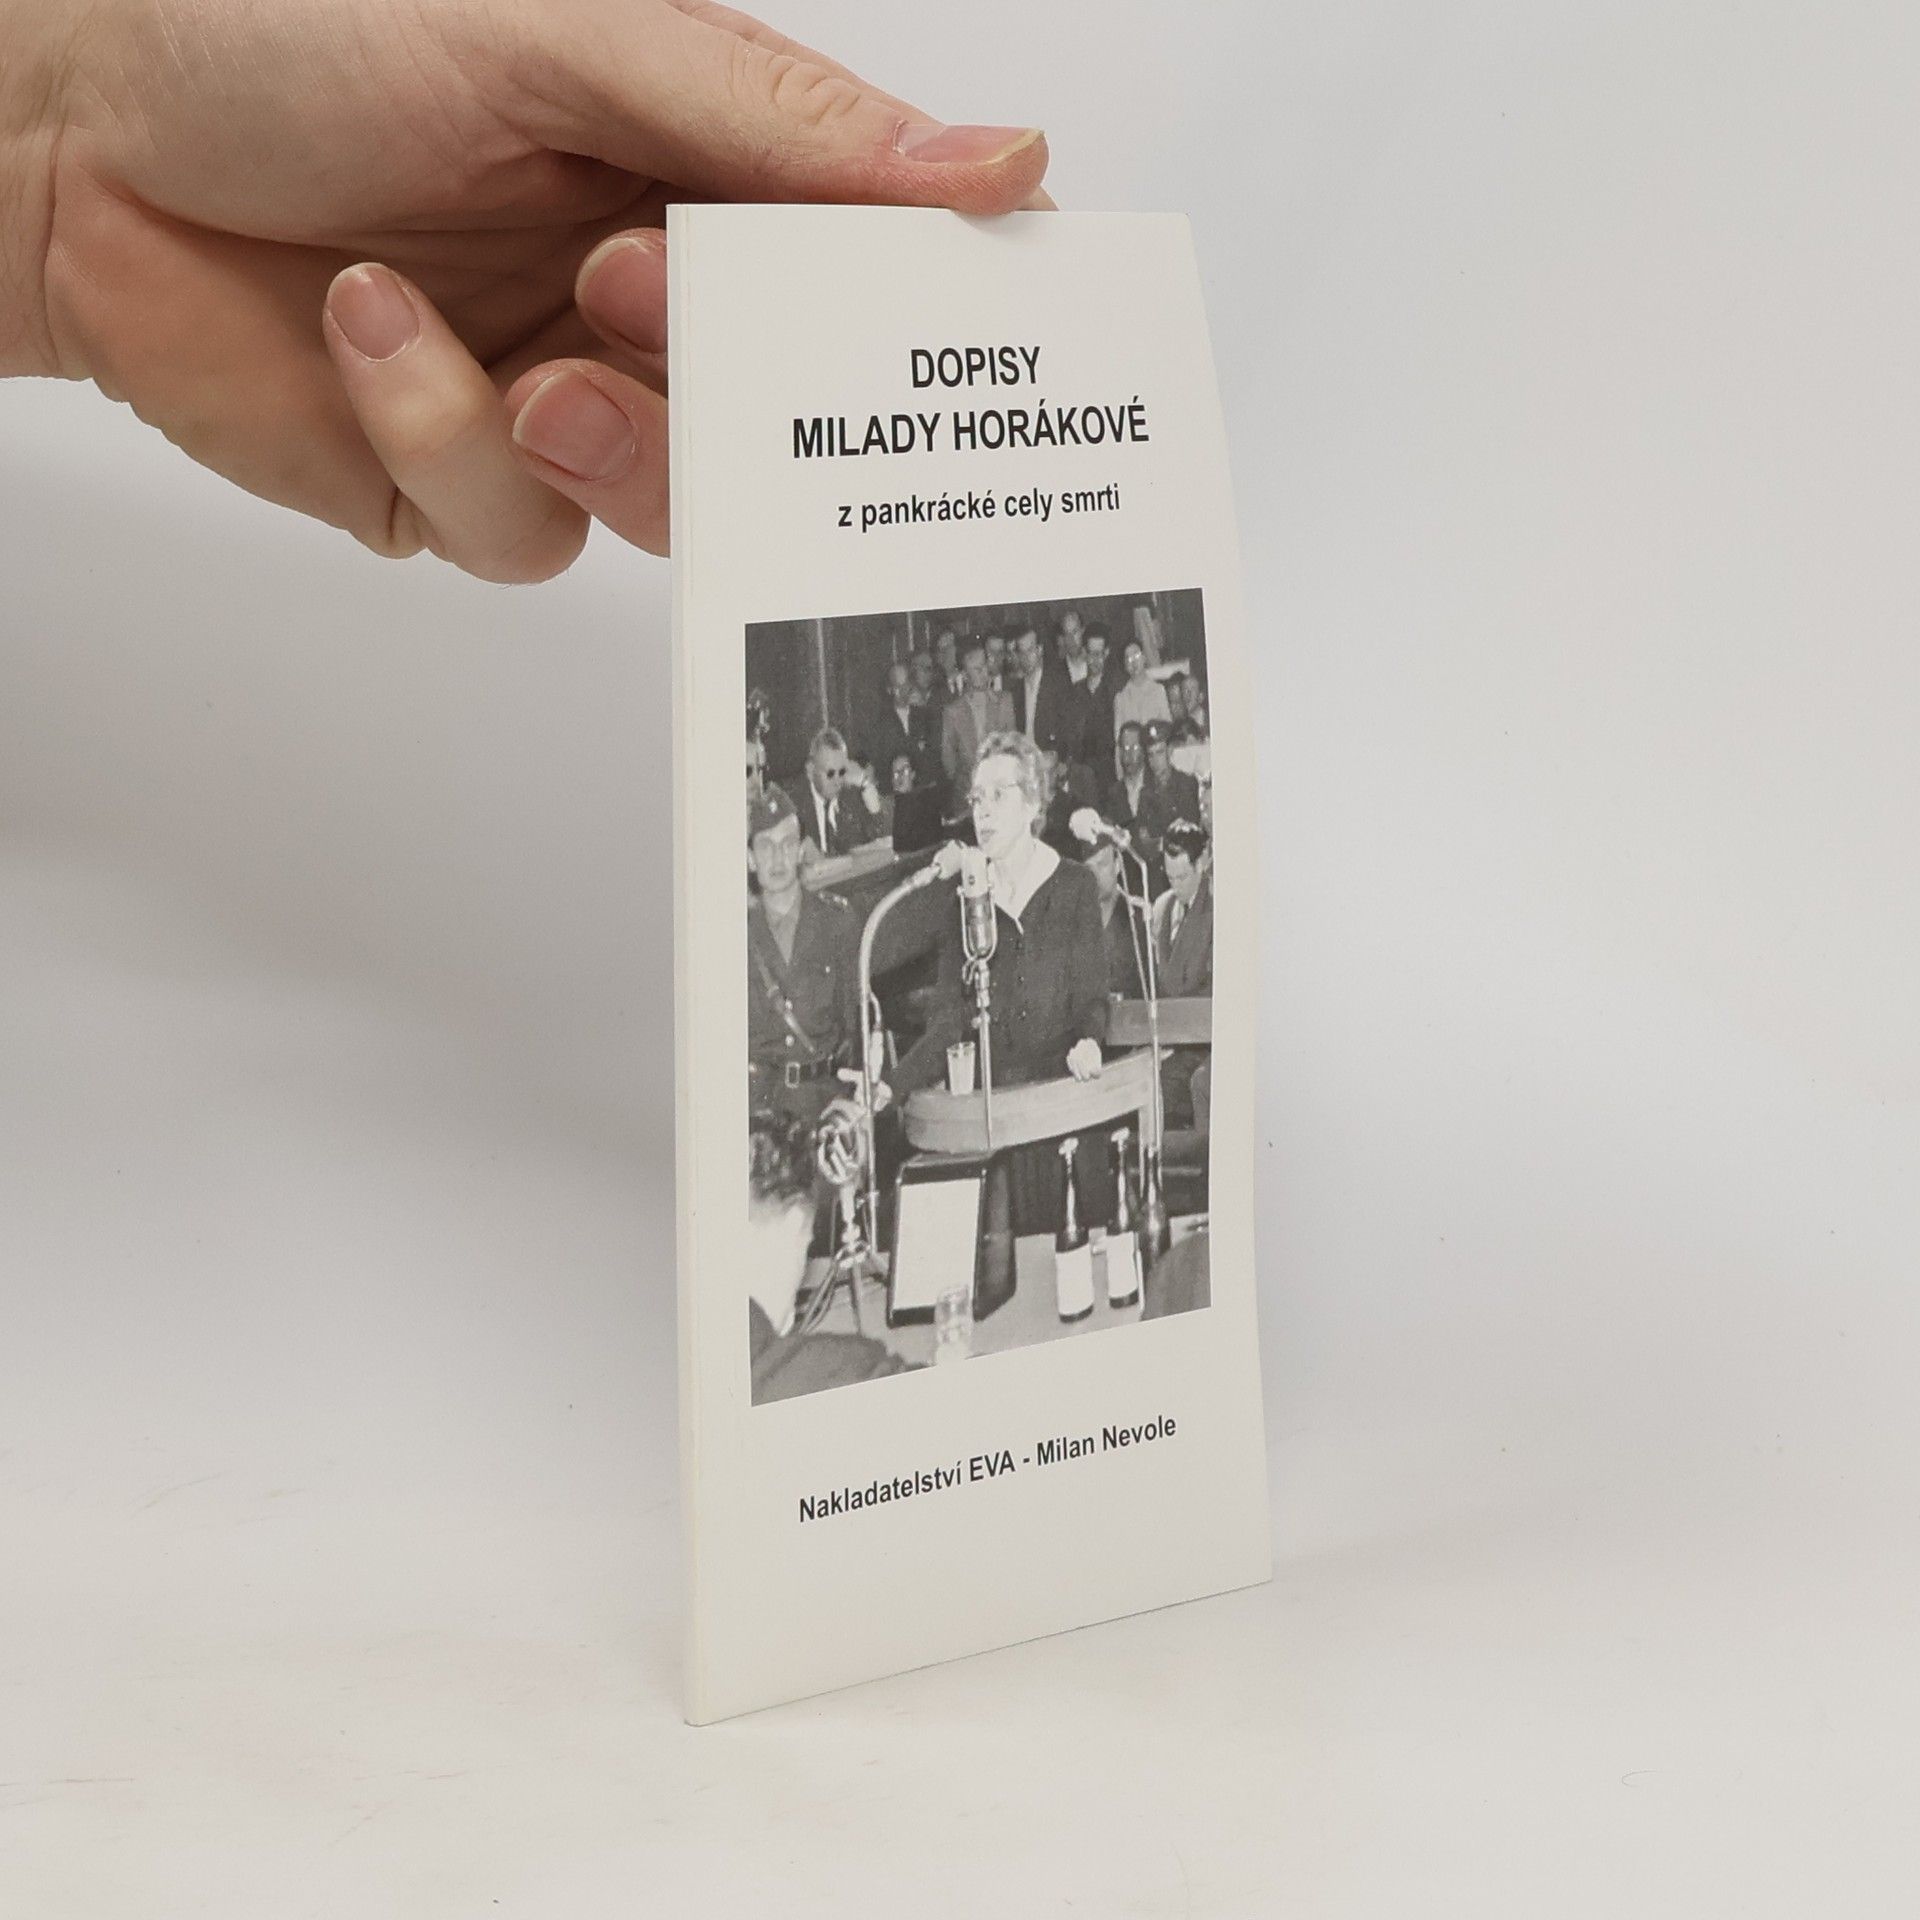 DOPISY
MILADY HORÁKOVÉ
z pankrácké cely smrti
Nakladatelství EVA - Milan Nevole